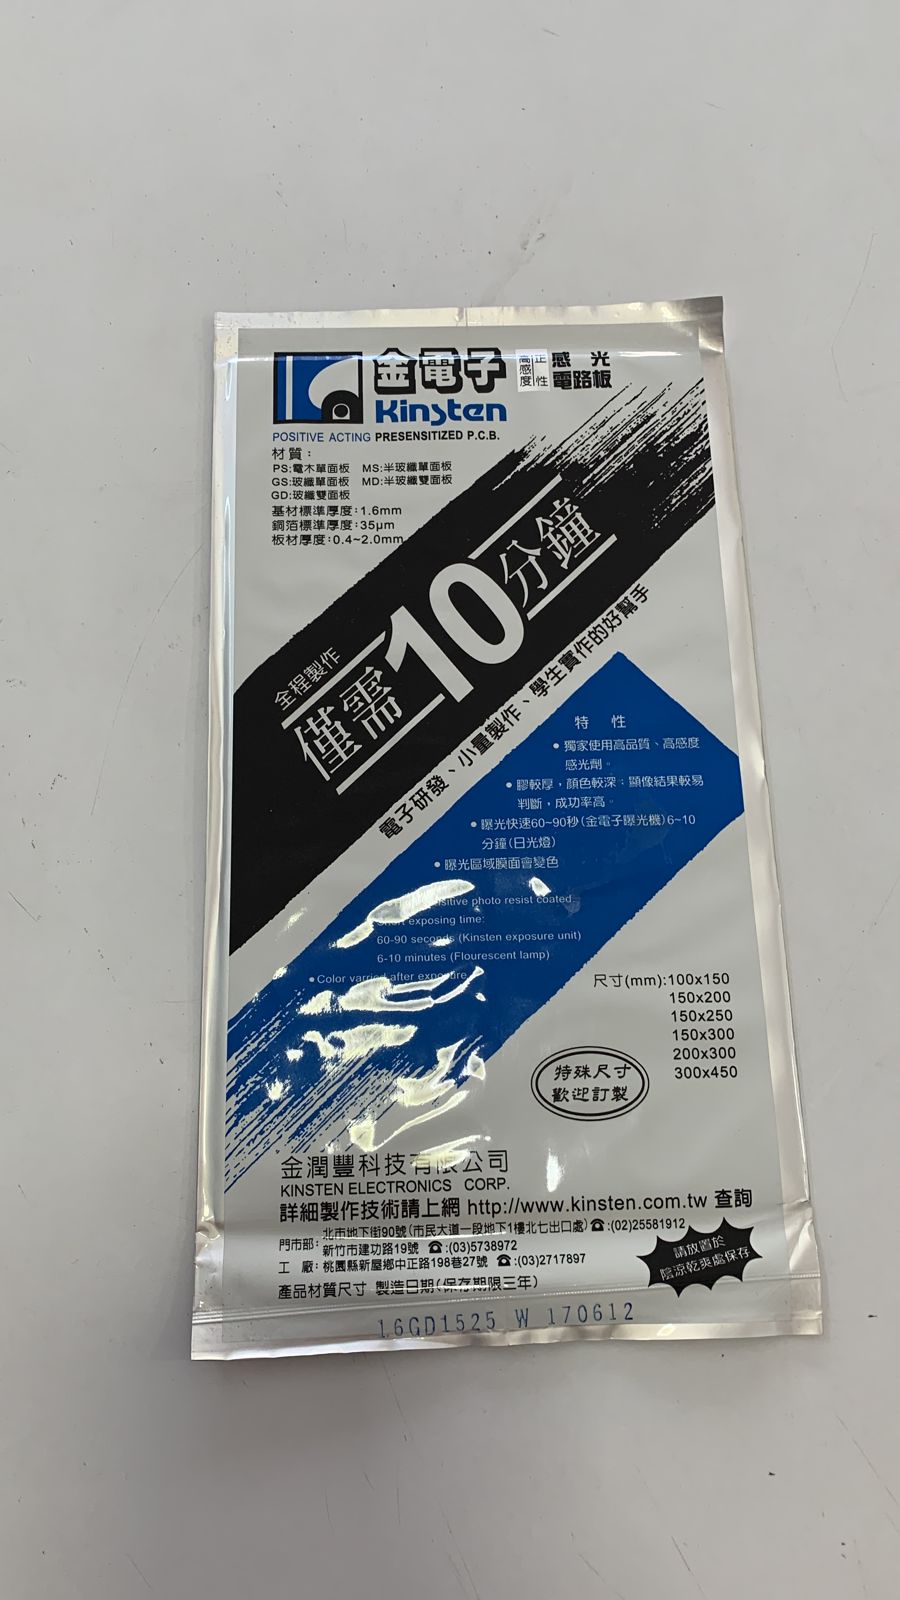 金電子 高感度 正性 感光電路板
Kinsten
POSITIVE ACTING PRESENSITIZED P.C.B.
材質：
PS:電木單面板 MS:半玻纖單面板
GS:玻纖單面板 MD:半玻纖雙面板
GD:玻纖雙面板
基材標準厚度:1.6mm
銅箔標準厚度:35μm
板材厚度:0.4~2.0mm
全程製作
僅需10分鐘
電子研發、小量製作、學生實作的好幫手
特 性
• 獨家使用高品質、高感度
感光劑。
• 膠較厚，顏色較深：顯像結果較易
判斷，成功率高。
• 曝光快速60~90秒(金電子曝光機)6~10
分鐘(日光燈)
• 曝光區域膜面會變色
sitive photo resist coated
exposing time:
60-90 seconds (Kinsten exposure unit)
6-10 minutes (Flourescent lamp)
• Color varried after exposure
尺寸(mm):100x150
150x200
150x250
150x300
200x300
300x450
特殊尺寸
歡迎訂製
金潤豐科技有限公司
KINSTEN ELECTRONICS CORP.
詳細製作技術請上網 http://www.kinsten.com.tw 查詢
門市部: 北市地下街90號(市民大道一段地下1樓北七出口處)☎:(02)25581912
新竹市建功路19號 ☎:(03)5738972
工 廠: 桃園縣新屋鄉中正路198巷27號 ☎:(03)2717897
請放置於
陰涼乾爽處保存
產品材質尺寸 製造日期(保存期限三年)
1.6GD1525 W 170612